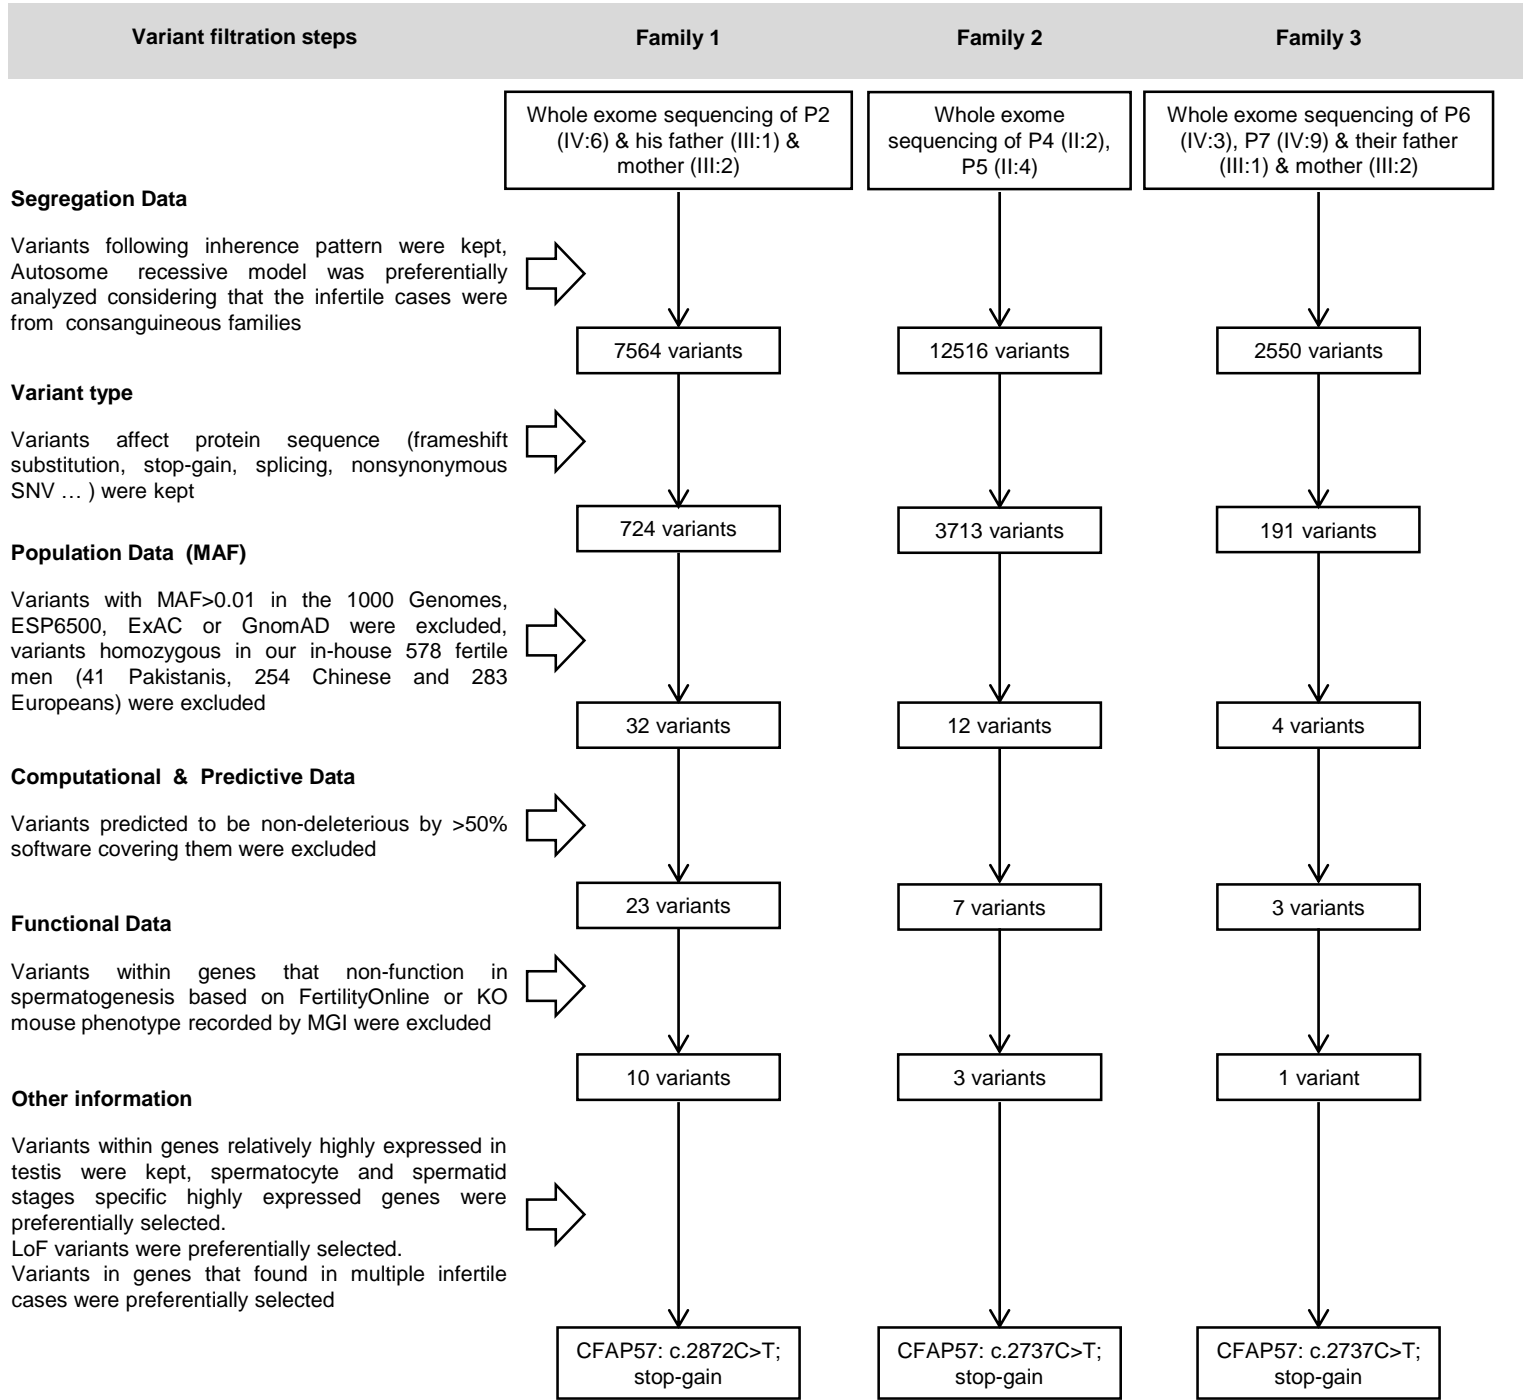 Variant filtration steps
Family 1
Family 2
Family 3
Whole exome sequencing of P2
(IV:6) & his father (III:1) &
mother (III:2)
Whole exome
sequencing of P4 (II:2),
P5 (II:4)
Whole exome sequencing of P6
(IV:3), P7 (IV:9) & their father
(III:1) & mother (III:2)
Segregation Data
Variants following inherence pattern were kept,
Autosome recessive model was preferentially
analyzed considering that the infertile cases were
from consanguineous families
7564 variants
12516 variants
2550 variants
Variant type
Variants affect protein sequence (frameshift
substitution, stop-gain, splicing, nonsynonymous
SNV … ) were kept
724 variants
3713 variants
191 variants
Population Data (MAF)
Variants with MAF>0.01 in the 1000 Genomes,
ESP6500, ExAC or GnomAD were excluded,
variants homozygous in our in-house 578 fertile
men (41 Pakistanis, 254 Chinese and 283
Europeans) were excluded
32 variants
12 variants
4 variants
Computational & Predictive Data
Variants predicted to be non-deleterious by >50%
software covering them were excluded
23 variants
7 variants
3 variants
Functional Data
Variants within genes that non-function in
spermatogenesis based on FertilityOnline or KO
mouse phenotype recorded by MGI were excluded
10 variants
3 variants
1 variant
Other information
Variants within genes relatively highly expressed in
testis were kept, spermatocyte and spermatid
stages specific highly expressed genes were
preferentially selected.
LoF variants were preferentially selected.
Variants in genes that found in multiple infertile
cases were preferentially selected
CFAP57: c.2872C>T;
stop-gain
CFAP57: c.2737C>T;
stop-gain
CFAP57: c.2737C>T;
stop-gain